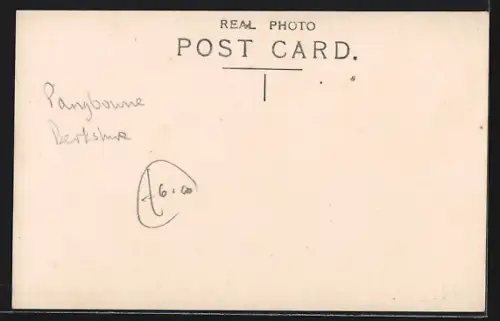 REAL PHOTO
POST CARD.
Pangbourne
Berkshire
£6.00